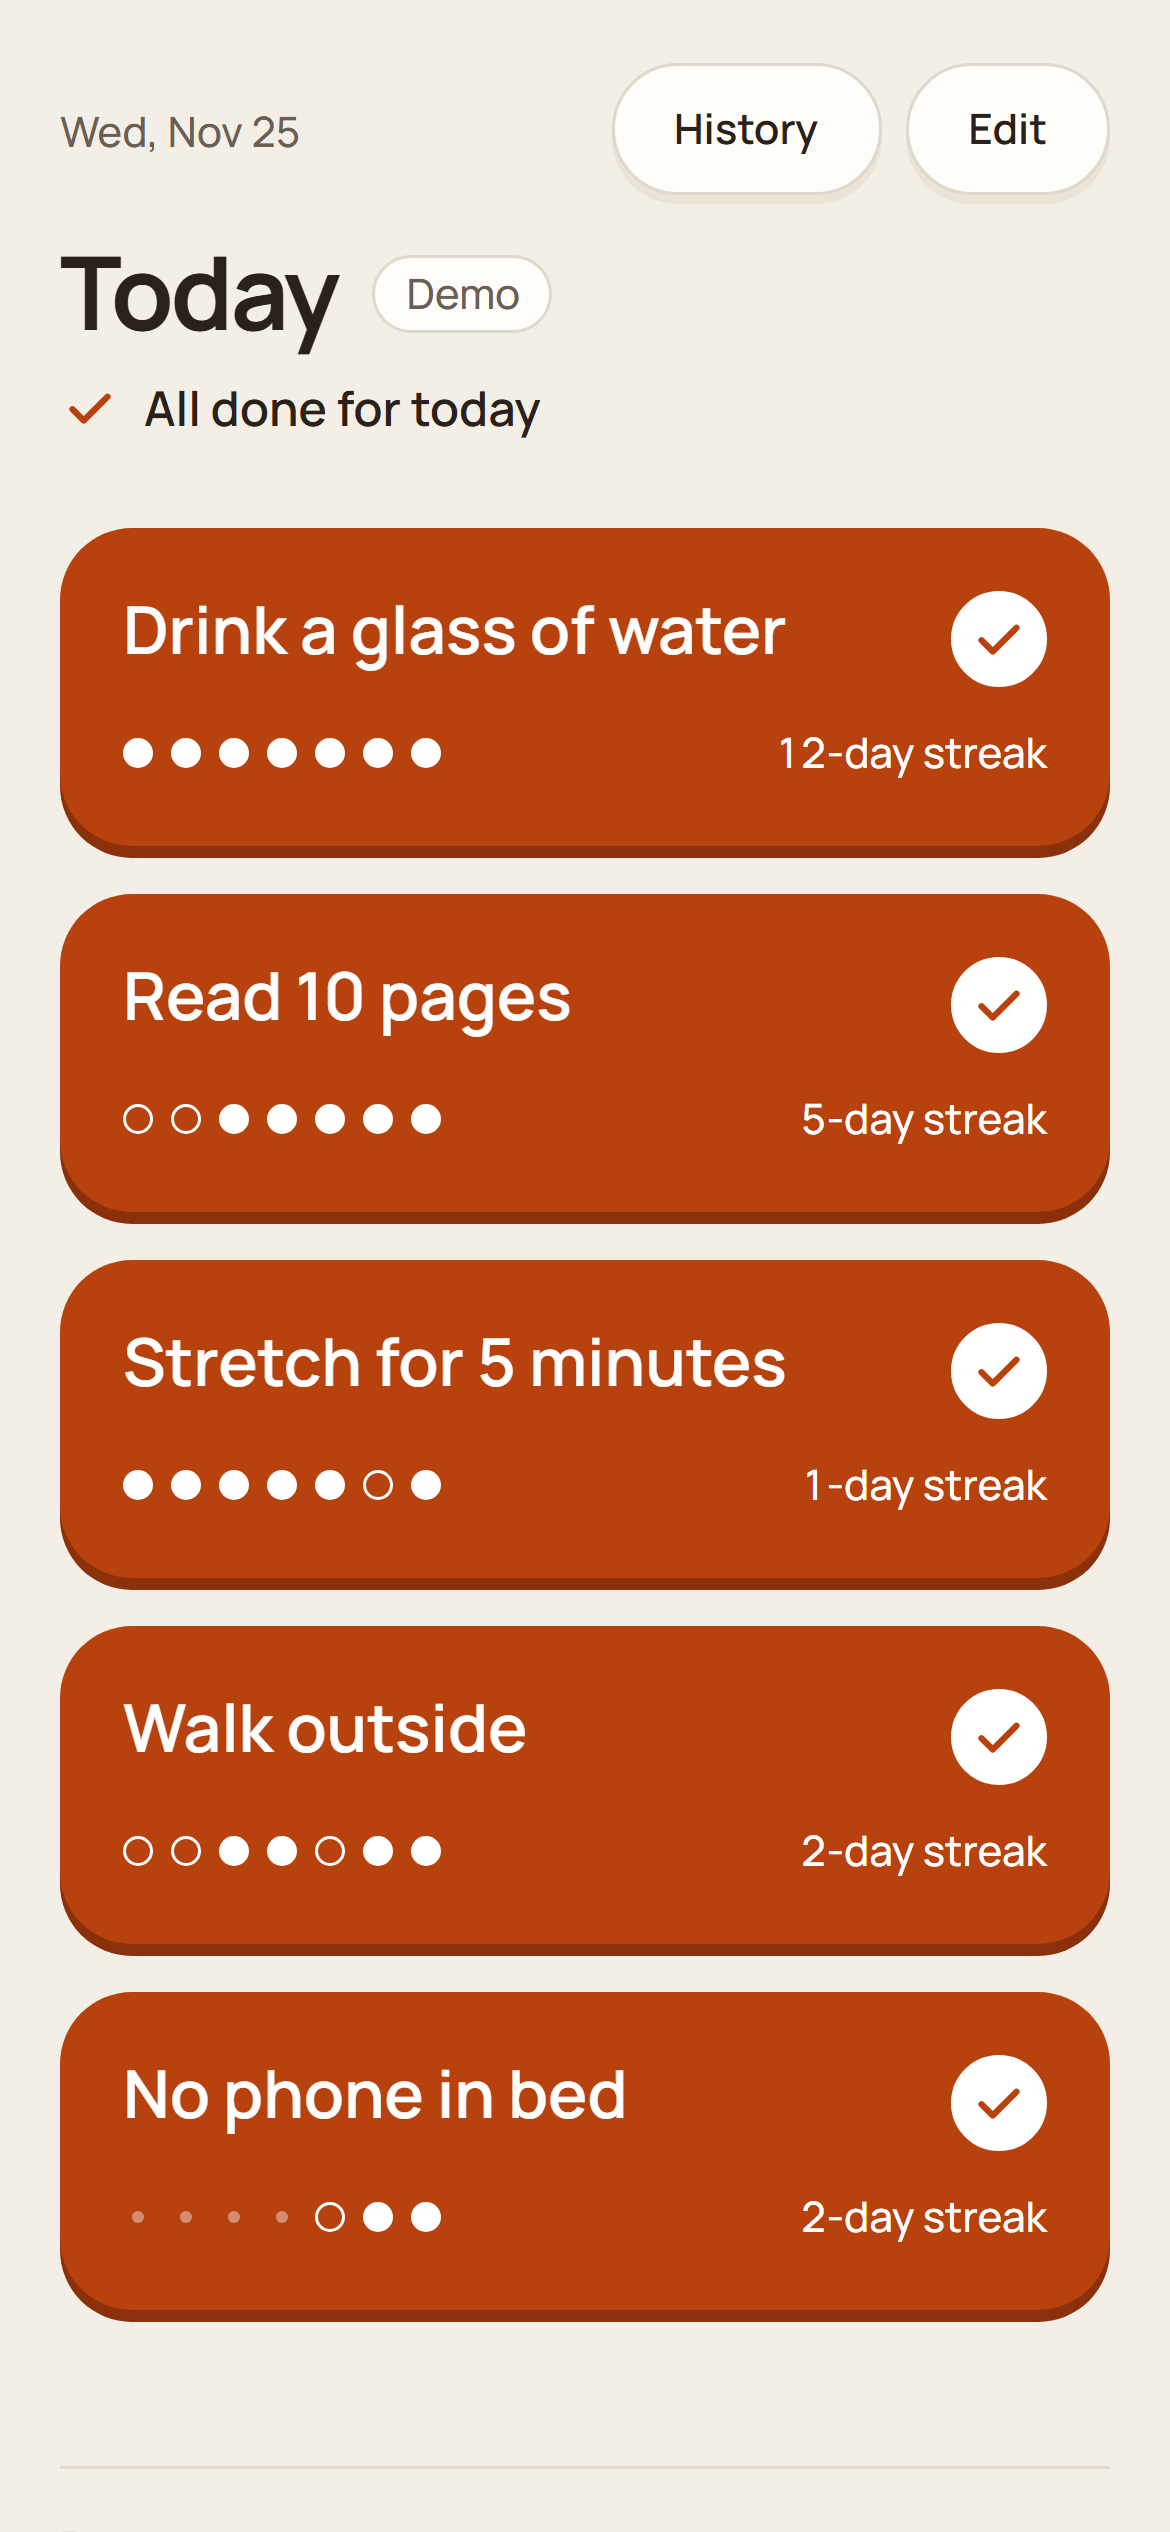 Wed, Nov 25
History
Edit
Today
Demo
All done for today
Drink a glass of water
12-day streak
Read 10 pages
5-day streak
Stretch for 5 minutes
1-day streak
Walk outside
2-day streak
No phone in bed
2-day streak